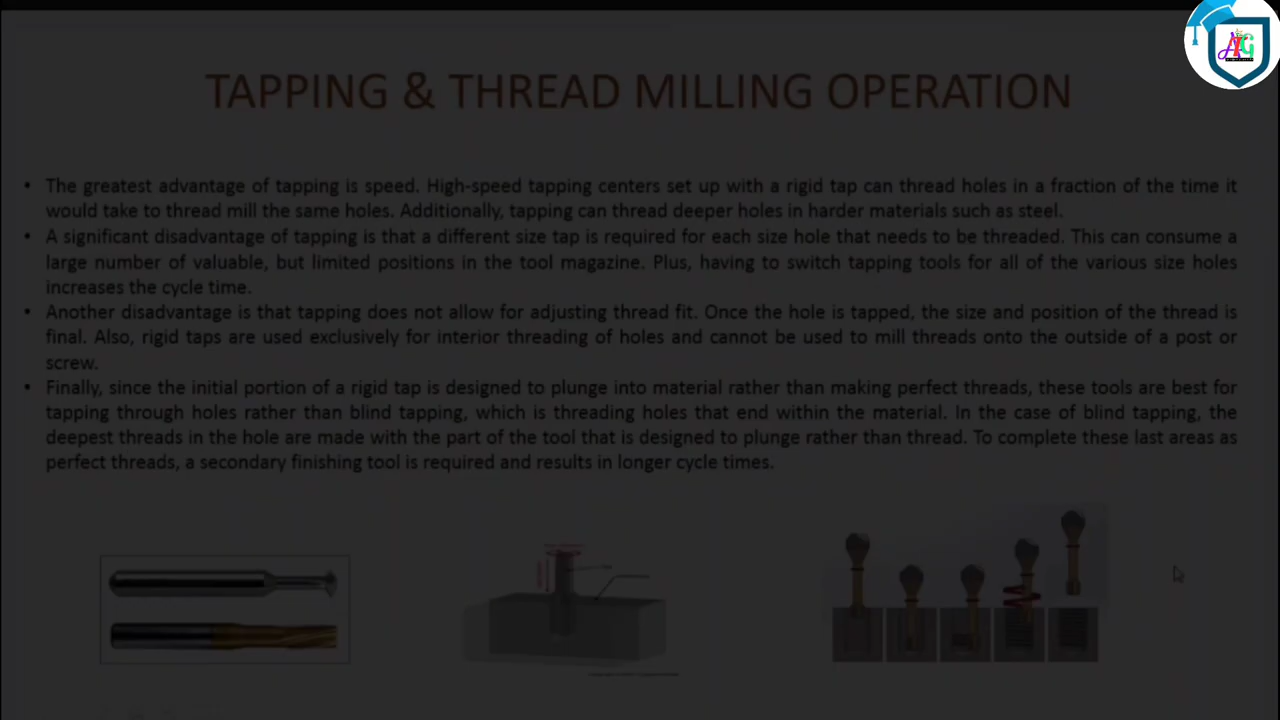 TAPPING & THREAD MILLING OPERATION
• The greatest advantage of tapping is speed. High-speed tapping centers set up with a rigid tap can thread holes in a fraction of the time it
would take to thread mill the same holes. Additionally, tapping can thread deeper holes in harder materials such as steel.
• A significant disadvantage of tapping is that a different size tap is required for each size hole that needs to be threaded. This can consume a
large number of valuable, but limited positions in the tool magazine. Plus, having to switch tapping tools for all of the various size holes
increases the cycle time.
• Another disadvantage is that tapping does not allow for adjusting thread fit. Once the hole is tapped, the size and position of the thread is
final. Also, rigid taps are used exclusively for interior threading of holes and cannot be used to mill threads onto the outside of a post or
screw.
• Finally, since the initial portion of a rigid tap is designed to plunge into material rather than making perfect threads, these tools are best for
tapping through holes rather than blind tapping, which is threading holes that end within the material. In the case of blind tapping, the
deepest threads in the hole are made with the part of the tool that is designed to plunge rather than thread. To complete these last areas as
perfect threads, a secondary finishing tool is required and results in longer cycle times.